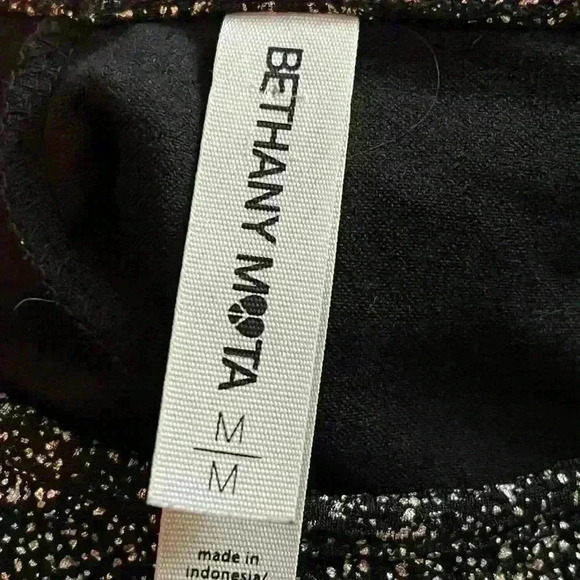 BETHANY MOTA
M
M
made in
indonesia/